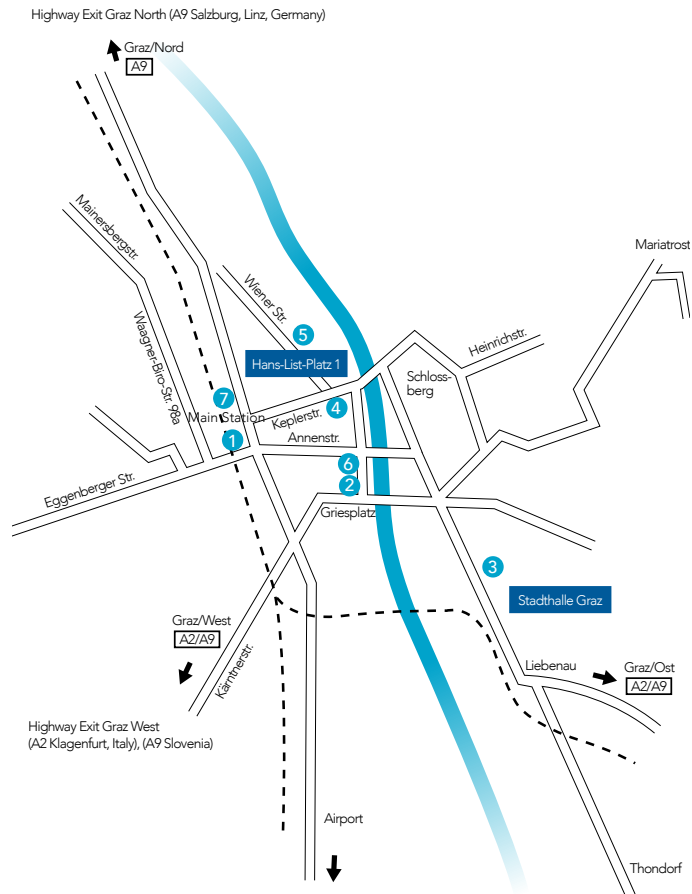 Highway Exit Graz North (A9 Salzburg, Linz, Germany)
Graz/Nord
A9
Mainersbergstr.
Mariatrost
Wiener Str.
5
Heinrichstr.
Hans-List-Platz 1
Waagner-Biro-Str. 98a
Schloss-
berg
7
4
Main Station
Keplerstr.
1
Annenstr.
6
Eggenberger Str.
2
Griesplatz
3
Stadthalle Graz
Graz/West
A2/A9
Kärntnerstr.
Liebenau
Graz/Ost
A2/A9
Highway Exit Graz West
(A2 Klagenfurt, Italy), (A9 Slovenia)
Airport
Thondorf